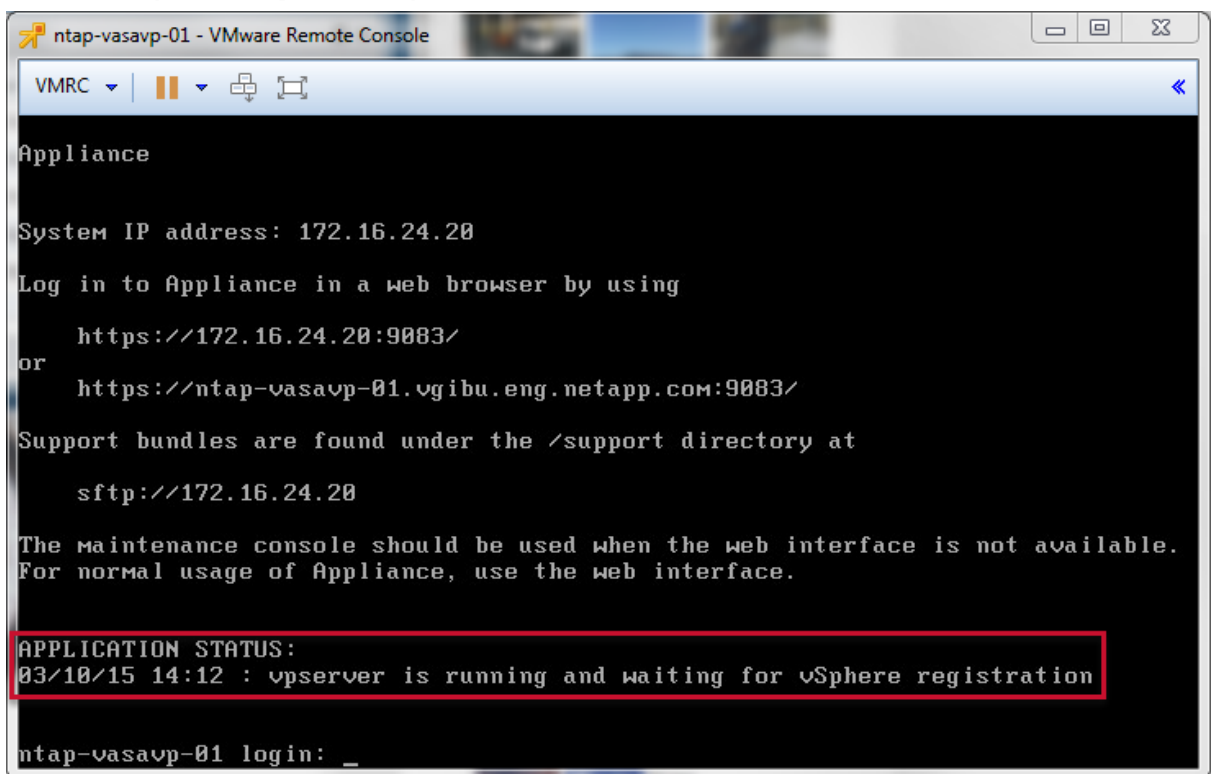 ntap-vasavp-01 - VMware Remote Console
VMRC
Appliance
System IP address: 172.16.24.20
Log in to Appliance in a web browser by using
https://172.16.24.20:9083/
or
https://ntap-vasavp-01.vgibu.eng.netapp.com:9083/
Support bundles are found under the /support directory at
sftp://172.16.24.20
The maintenance console should be used when the web interface is not available.
For normal usage of Appliance, use the web interface.
APPLICATION STATUS:
03/10/15 14:12 : vpserver is running and waiting for vSphere registration
ntap-vasavp-01 login: _